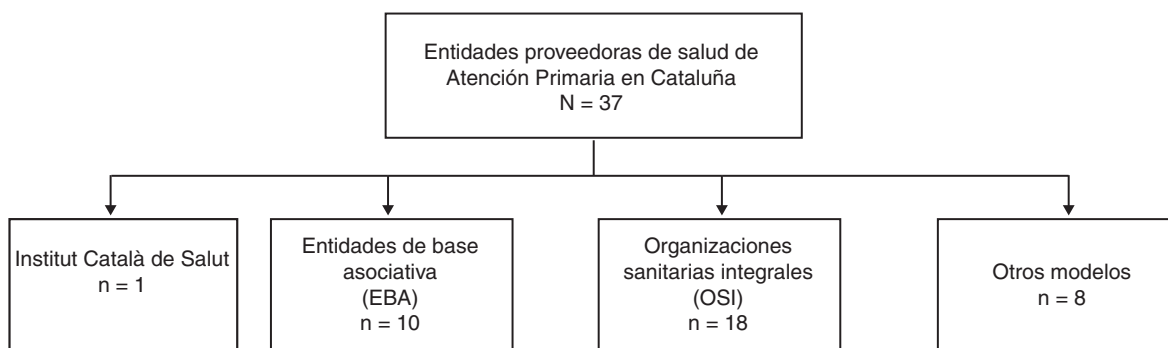 Entidades proveedoras de salud de
Atención Primaria en Cataluña
N = 37
Institut Català de Salut
n = 1
Entidades de base
asociativa
(EBA)
n = 10
Organizaciones
sanitarias integrales
(OSI)
n = 18
Otros modelos
n = 8